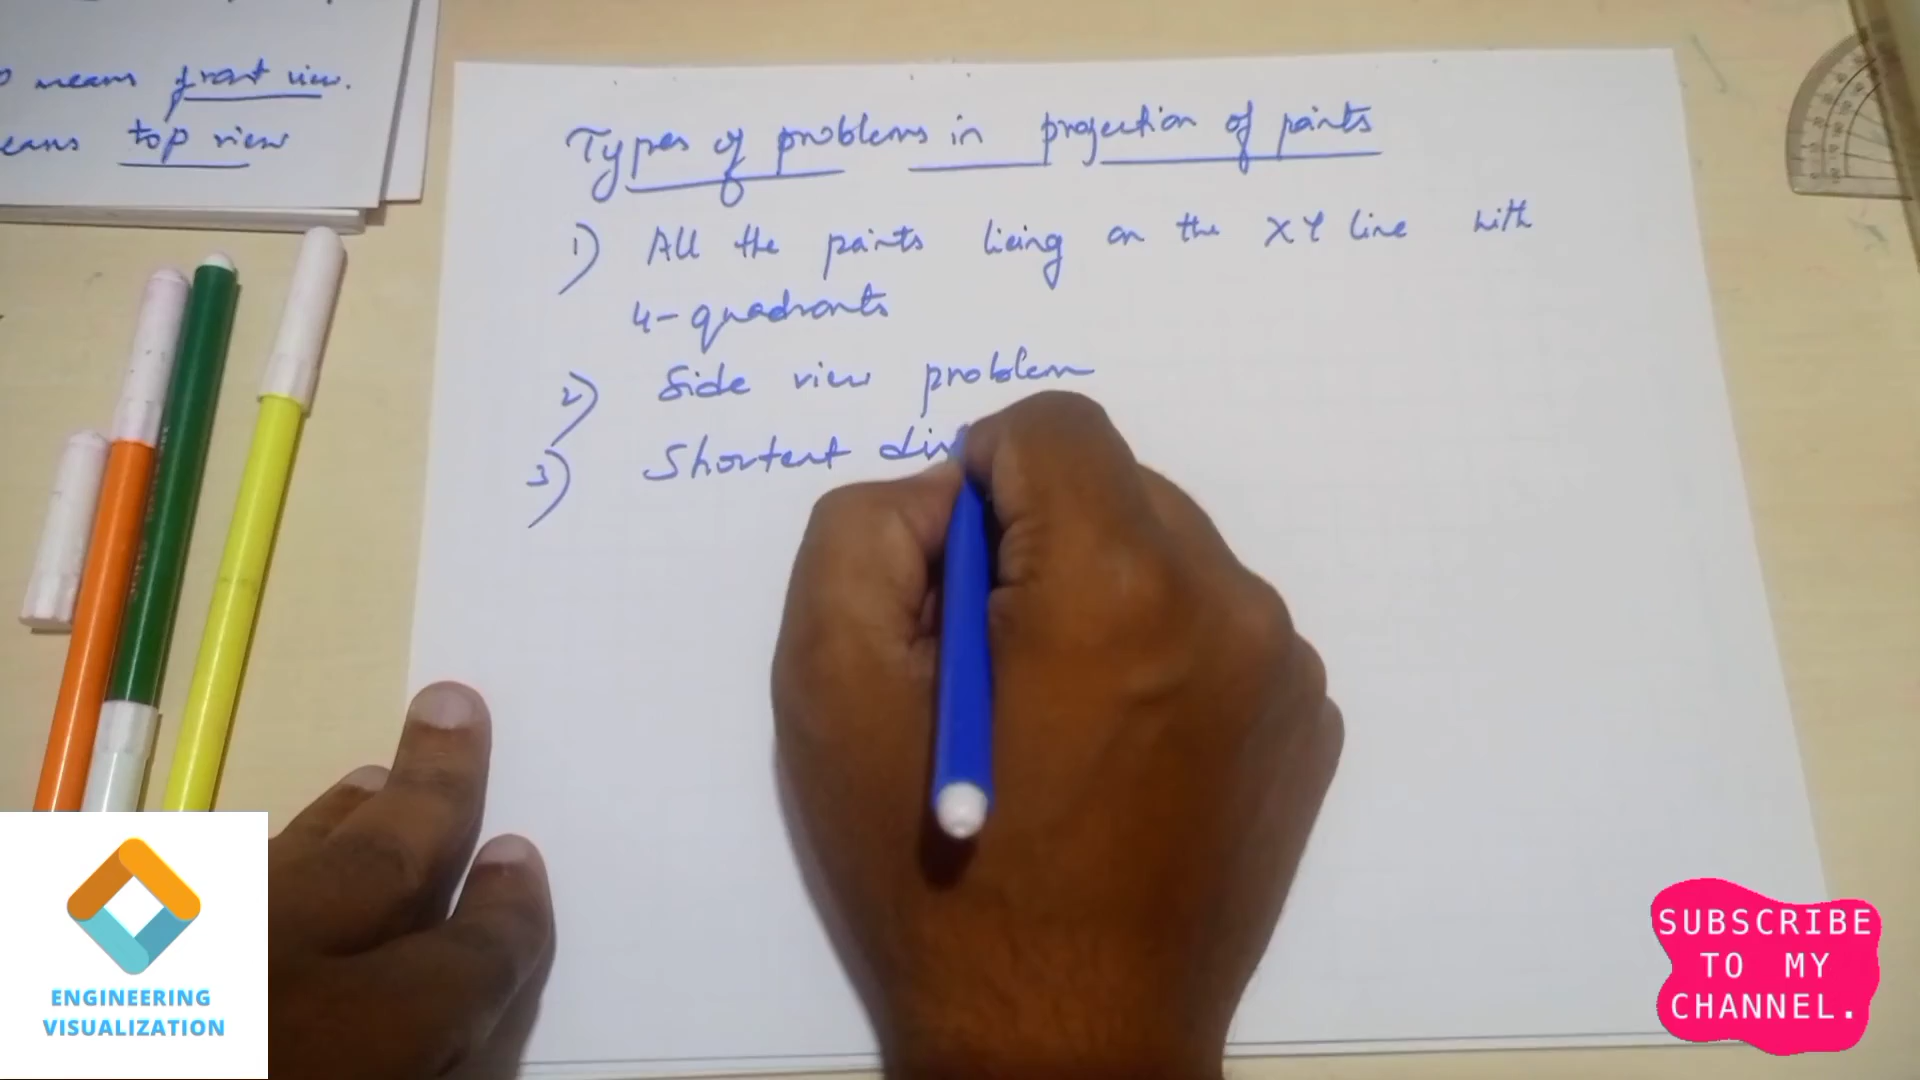 means front view.
means top view
Types of problems in projection of points
1) All the points lieing on the XY line with
4-quadrants
2) Side view problem
3) Shortest
ENGINEERING
VISUALIZATION
SUBSCRIBE
TO MY
CHANNEL.